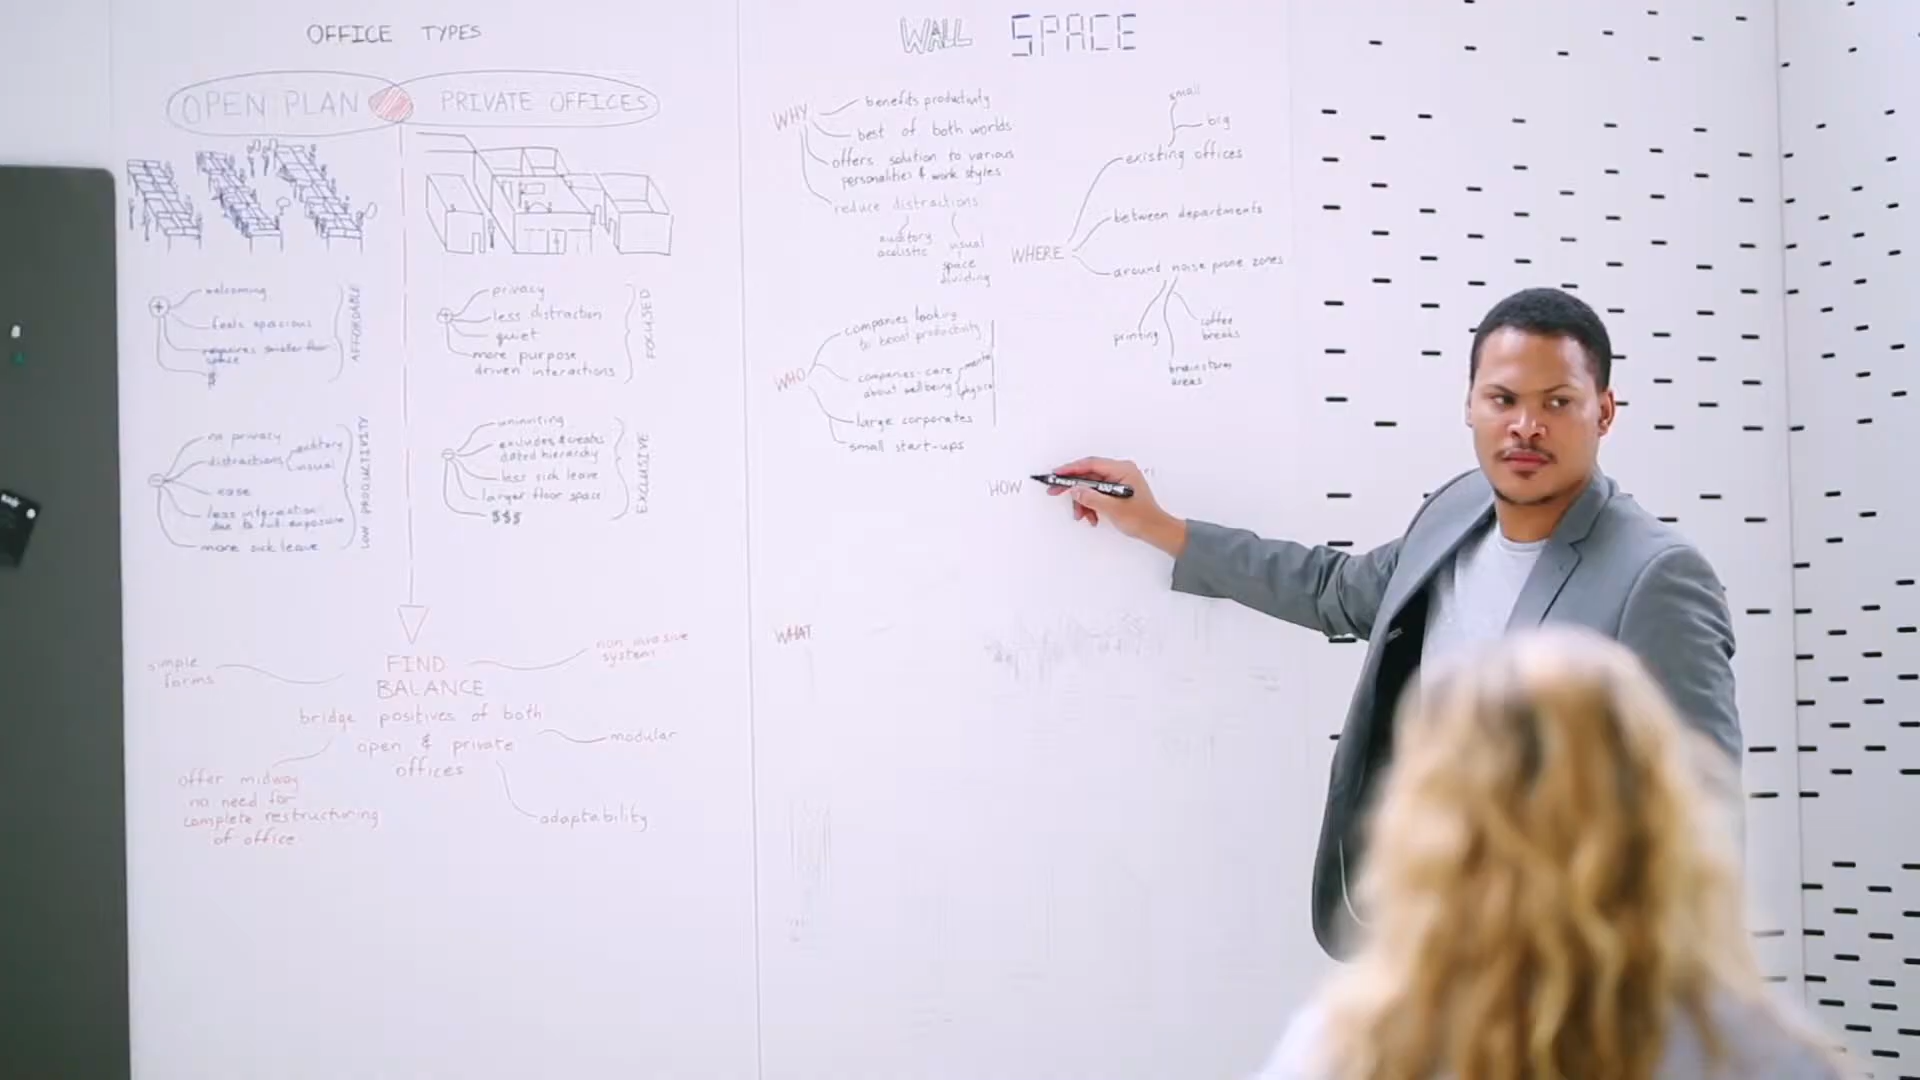 OFFICE TYPES
OPEN PLAN
PRIVATE OFFICES
welcoming
feels spacious
requires smaller floor
space
$
AFFORDABLE
privacy
less distraction
quiet
more purpose
driven interactions
FOCUSED
no privacy
distractions
auditory
visual
ease
less interaction
due to full exposure
more sick leave
LOW PRODUCTIVITY
uninviting
excludes & creates
dated hierarchy
less sick leave
larger floor space
$$$
EXCLUSIVE
FIND
BALANCE
bridge positives of both
open & private
offices
simple
forms
non invasive
system
modular
adaptability
offer midway
no need for
complete restructuring
of office
WALL SPACE
WHY
benefits productivity
best of both worlds
offers solution to various
personalities & work styles
reduce distractions
auditory
acoustic
visual
space
dividing
WHERE
existing offices
small
big
between departments
around noise prone zones
printing
brainstorm
areas
coffee
breaks
WHO
companies looking
to boost productivity
companies care
about wellbeing
large corporates
small start-ups
HOW
WHAT